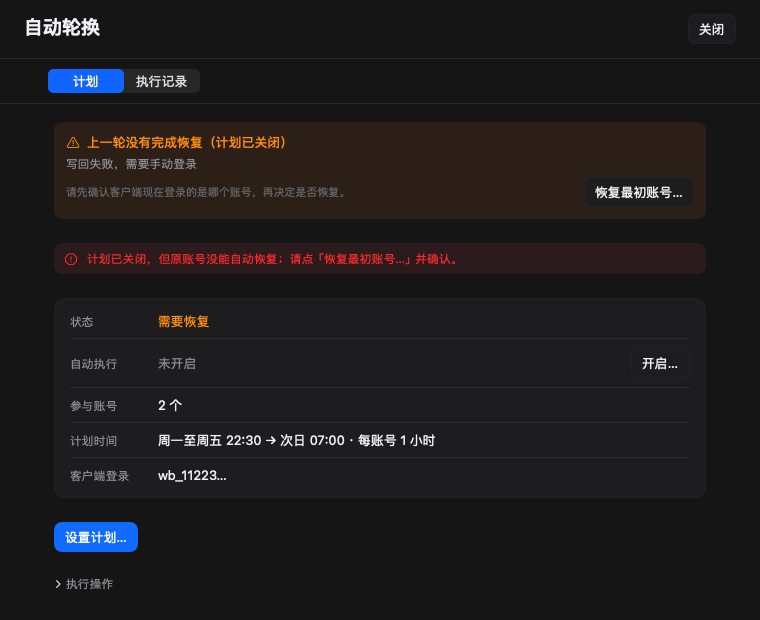 自动轮换
关闭
计划
执行记录
上一轮没有完成恢复（计划已关闭）
写回失败，需要手动登录
请先确认客户端现在登录的是哪个账号，再决定是否恢复。
恢复最初账号...
计划已关闭，但原账号没能自动恢复；请点「恢复最初账号...」并确认。
状态
需要恢复
自动执行
未开启
开启...
参与账号
2 个
计划时间
周一至周五 22:30 → 次日 07:00 · 每账号 1 小时
客户端登录
wb_11223...
设置计划...
执行操作